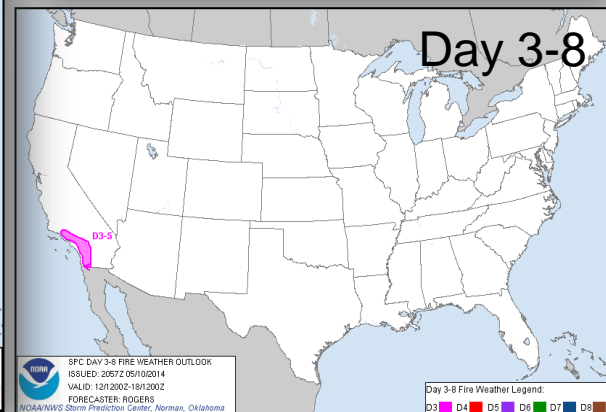 Day 3-8
D3-5
NOAA
SPC DAY 3-8 FIRE WEATHER OUTLOOK
ISSUED: 2057Z 05/10/2014
VALID: 12/1200Z-18/1200Z
FORECASTER: ROGERS
NOAA/NWS Storm Prediction Center, Norman, Oklahoma
Day 3-8 Fire Weather Legend:
D3 D4 D5 D6 D7 D8